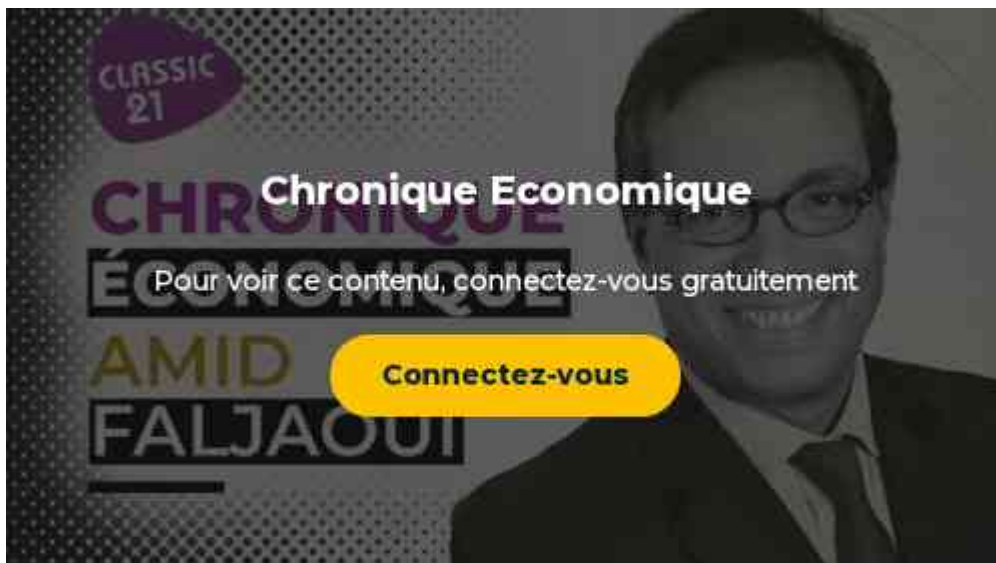 CLASSIC
21
Chronique Economique
CHRONIQUE
Pour voir ce contenu, connectez-vous gratuitement
ÉCONOMIQUE
AMID
Connectez-vous
FALJAOUI